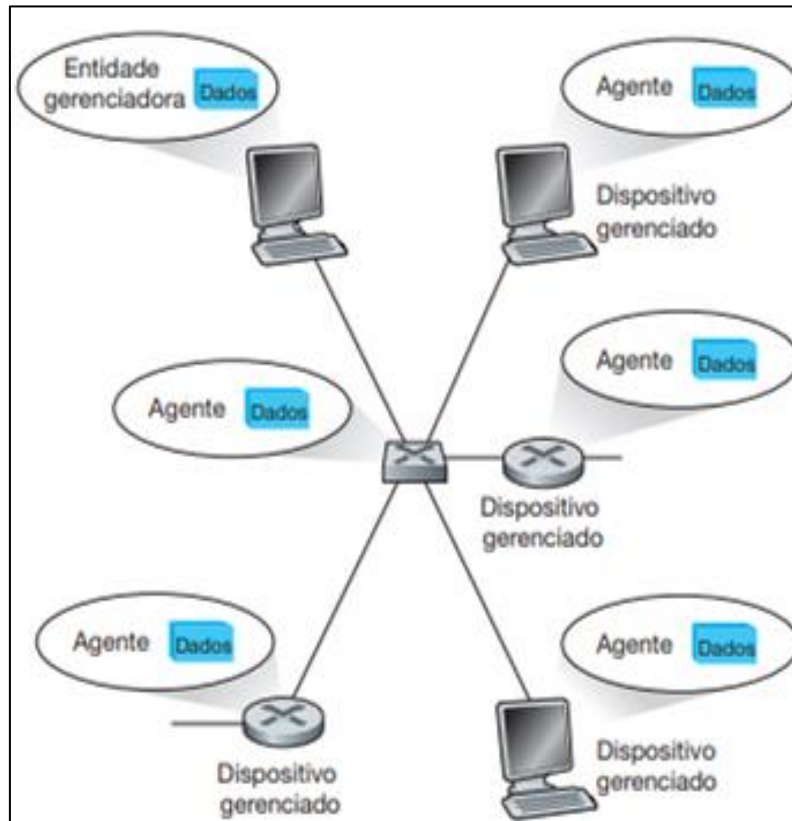 Entidade
gerenciadora Dados
Agente Dados
Dispositivo
gerenciado
Agente Dados
Agente Dados
Dispositivo
gerenciado
Agente Dados
Dispositivo
gerenciado
Agente Dados
Dispositivo
gerenciado